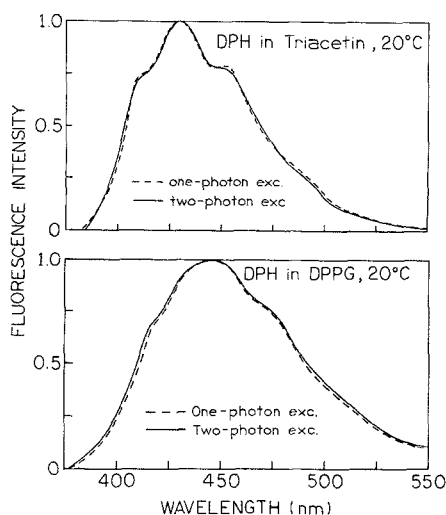 DPH in Triacetin, 20°C
1.0
0.5
0
one-photon exc.
two-photon exc
FLUORESCENCE INTENSITY
DPH in DPPG, 20°C
1.0
0.5
0
One-photon exc.
Two-photon exc.
400 450 500 550
WAVELENGTH (nm)